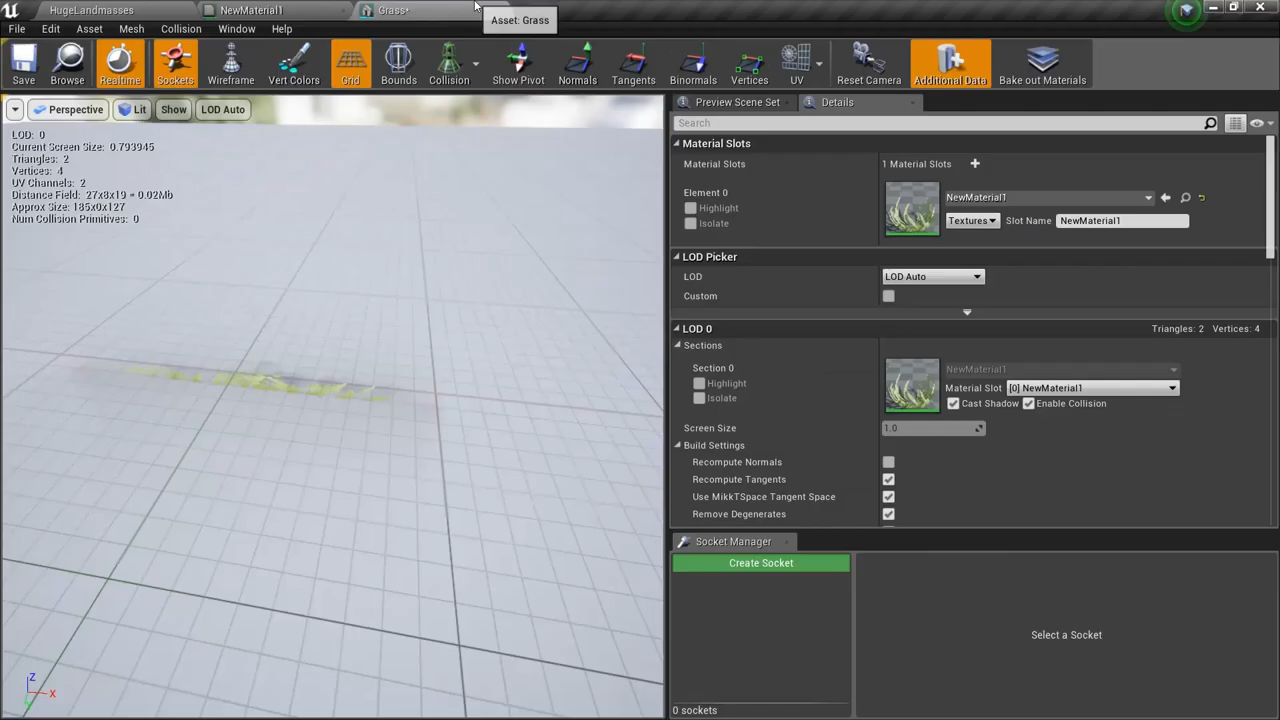 HugeLandmasses
NewMaterial1
Grass•
Asset: Grass
File Edit Asset Mesh Collision Window Help
Save Browse Realtime Sockets Wireframe Vert Colors Grid Bounds Collision Show Pivot Normals Tangents Binormals Vertices UV Reset Camera Additional Data Bake out Materials
Perspective Lit Show LOD Auto
LOD: 0
Current Screen Size: 0.793945
Triangles: 2
Vertices: 4
UV Channels: 2
Distance Field: 27x8x19 = 0.02Mb
Approx Size: 185x0x127
Num Collision Primitives: 0
Z
X
Preview Scene Set
Details
Search
Material Slots
Material Slots 1 Material Slots
Element 0
Highlight
Isolate
NewMaterial1
Textures Slot Name NewMaterial1
LOD Picker
LOD LOD Auto
Custom
LOD 0 Triangles: 2 Vertices: 4
Sections
Section 0
Highlight
Isolate
NewMaterial1
Material Slot [0] NewMaterial1
Cast Shadow Enable Collision
Screen Size 1.0
Build Settings
Recompute Normals
Recompute Tangents
Use MikkTSpace Tangent Space
Remove Degenerates
Socket Manager
Create Socket
Select a Socket
0 sockets